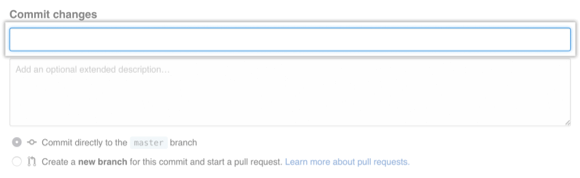 Commit changes
Add an optional extended description...
Commit directly to the master branch
Create a new branch for this commit and start a pull request. Learn more about pull requests.